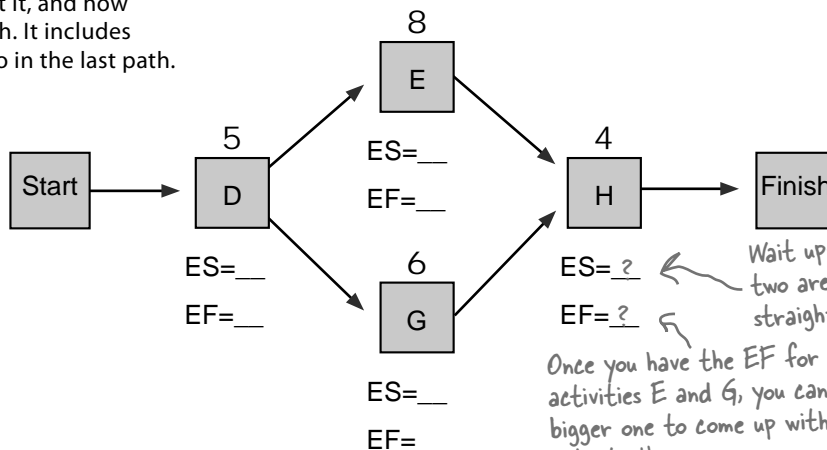 t it, and now
h. It includes
o in the last path.
8
E
ES=__
EF=__
Start
5
D
ES=__
EF=__
4
H
ES=?
EF=?
Finish
6
G
ES=__
EF=
Wait up
two are
straigh
Once you have the EF for
activities E and G, you can
bigger one to come up with